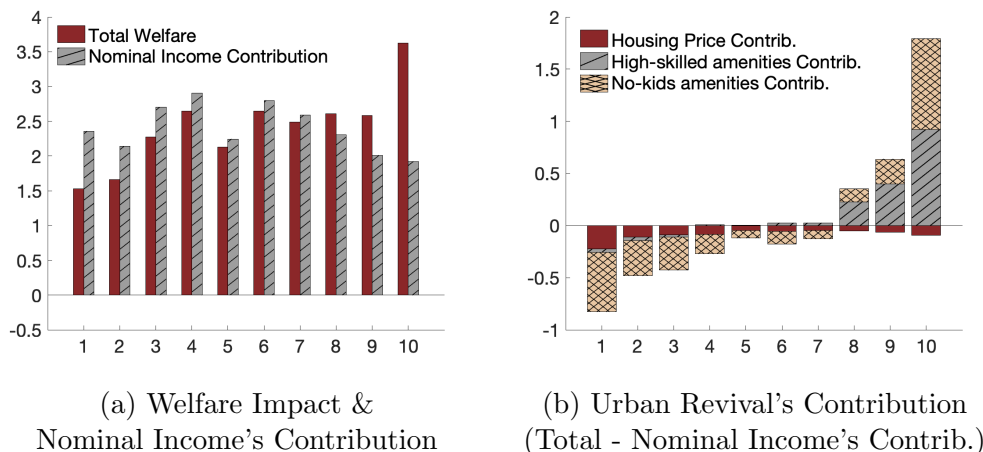 4
3.5
3
2.5
2
1.5
1
0.5
0
-0.5
Total Welfare
Nominal Income Contribution
1 2 3 4 5 6 7 8 9 10
(a) Welfare Impact &
Nominal Income's Contribution
2
1.5
1
0.5
0
-0.5
-1
Housing Price Contrib.
High-skilled amenities Contrib.
No-kids amenities Contrib.
1 2 3 4 5 6 7 8 9 10
(b) Urban Revival's Contribution
(Total - Nominal Income's Contrib.)